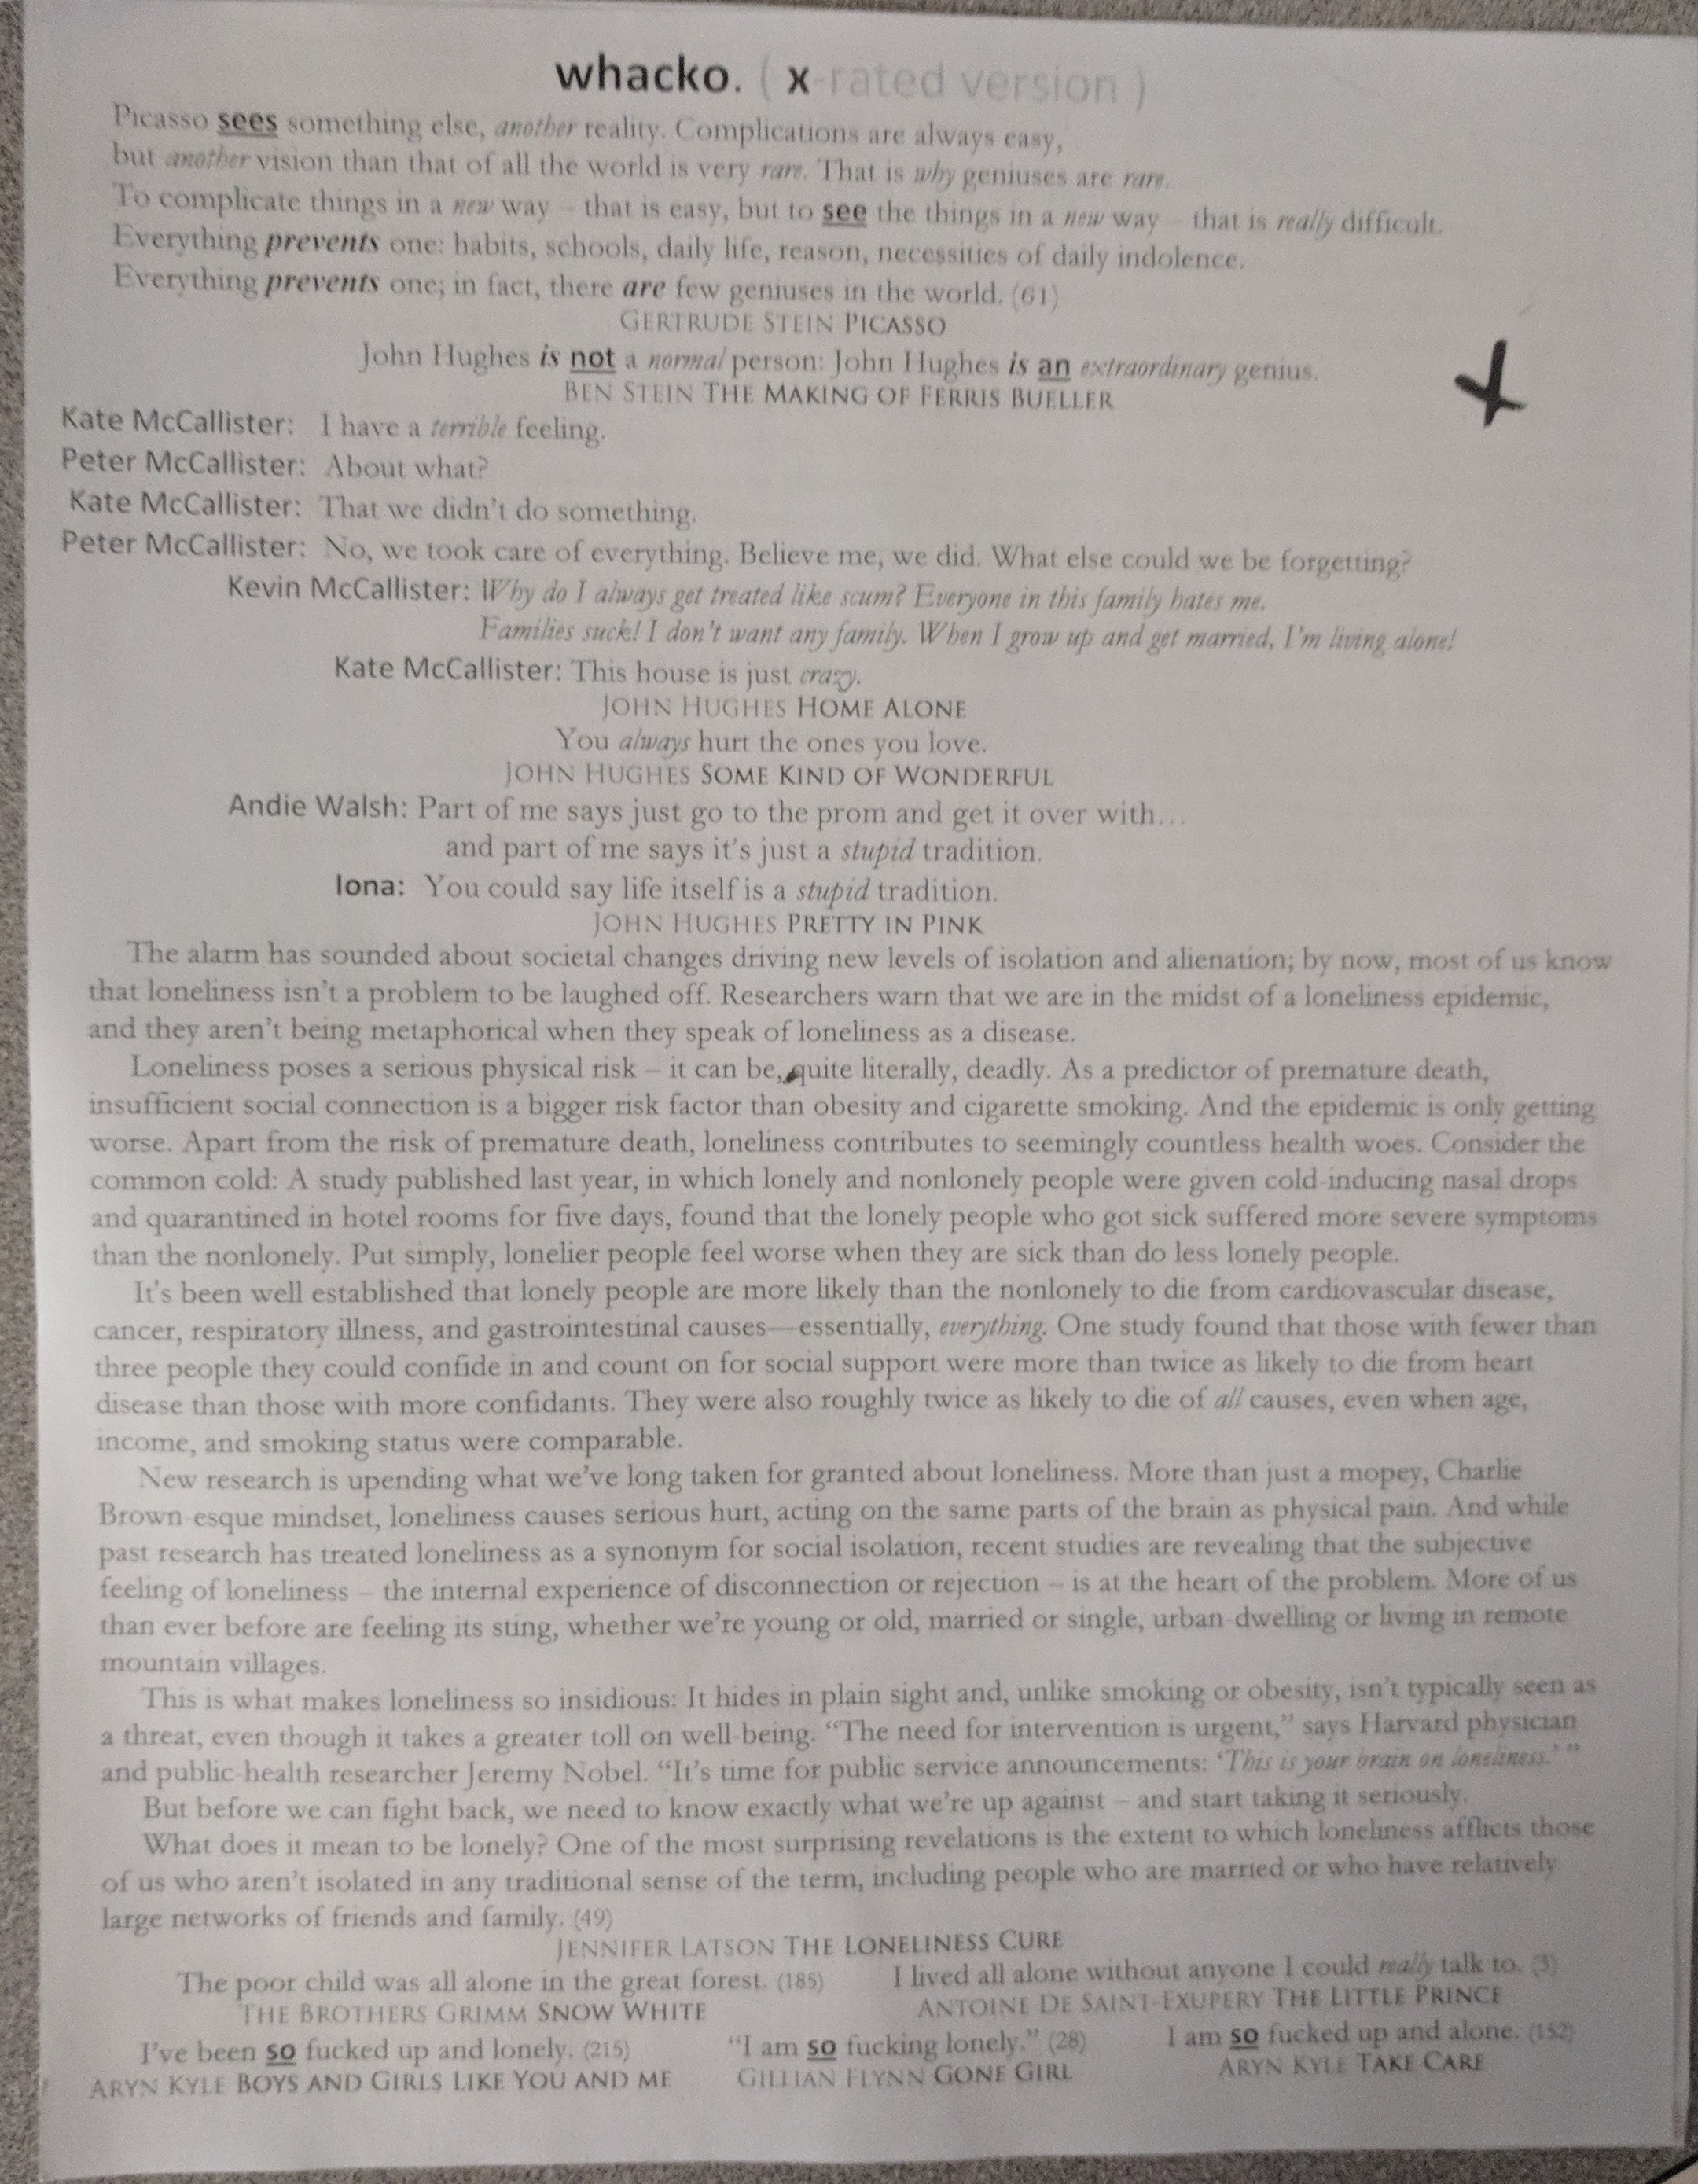 whacko. ( x-rated version )
Picasso sees something else, another reality. Complications are always easy,
but another vision than that of all the world is very rare. That is why geniuses are rare.
To complicate things in a new way – that is easy, but to see the things in a new way – that is really difficult.
Everything prevents one: habits, schools, daily life, reason, necessities of daily indolence.
Everything prevents one; in fact, there are few geniuses in the world. (61)
GERTRUDE STEIN PICASSO
John Hughes is not a normal person: John Hughes is an extraordinary genius.
BEN STEIN THE MAKING OF FERRIS BUELLER
Kate McCallister: I have a terrible feeling.
Peter McCallister: About what?
Kate McCallister: That we didn't do something.
Peter McCallister: No, we took care of everything. Believe me, we did. What else could we be forgetting?
Kevin McCallister: Why do I always get treated like scum? Everyone in this family hates me.
Families suck! I don't want any family. When I grow up and get married, I'm living alone!
Kate McCallister: This house is just crazy.
JOHN HUGHES HOME ALONE
You always hurt the ones you love.
JOHN HUGHES SOME KIND OF WONDERFUL
Andie Walsh: Part of me says just go to the prom and get it over with…
and part of me says it's just a stupid tradition.
Iona: You could say life itself is a stupid tradition.
JOHN HUGHES PRETTY IN PINK
The alarm has sounded about societal changes driving new levels of isolation and alienation; by now, most of us know
that loneliness isn't a problem to be laughed off. Researchers warn that we are in the midst of a loneliness epidemic,
and they aren't being metaphorical when they speak of loneliness as a disease.
Loneliness poses a serious physical risk – it can be, quite literally, deadly. As a predictor of premature death,
insufficient social connection is a bigger risk factor than obesity and cigarette smoking. And the epidemic is only getting
worse. Apart from the risk of premature death, loneliness contributes to seemingly countless health woes. Consider the
common cold: A study published last year, in which lonely and nonlonely people were given cold-inducing nasal drops
and quarantined in hotel rooms for five days, found that the lonely people who got sick suffered more severe symptoms
than the nonlonely. Put simply, lonelier people feel worse when they are sick than do less lonely people.
It's been well established that lonely people are more likely than the nonlonely to die from cardiovascular disease,
cancer, respiratory illness, and gastrointestinal causes—essentially, everything. One study found that those with fewer than
three people they could confide in and count on for social support were more than twice as likely to die from heart
disease than those with more confidants. They were also roughly twice as likely to die of all causes, even when age,
income, and smoking status were comparable.
New research is upending what we've long taken for granted about loneliness. More than just a mopey, Charlie
Brown-esque mindset, loneliness causes serious hurt, acting on the same parts of the brain as physical pain. And while
past research has treated loneliness as a synonym for social isolation, recent studies are revealing that the subjective
feeling of loneliness – the internal experience of disconnection or rejection – is at the heart of the problem. More of us
than ever before are feeling its sting, whether we're young or old, married or single, urban-dwelling or living in remote
mountain villages.
This is what makes loneliness so insidious: It hides in plain sight and, unlike smoking or obesity, isn't typically seen as
a threat, even though it takes a greater toll on well-being. “The need for intervention is urgent,” says Harvard physician
and public-health researcher Jeremy Nobel. “It's time for public service announcements: ‘This is your brain on loneliness.’ ”
But before we can fight back, we need to know exactly what we're up against – and start taking it seriously.
What does it mean to be lonely? One of the most surprising revelations is the extent to which loneliness afflicts those
of us who aren't isolated in any traditional sense of the term, including people who are married or who have relatively
large networks of friends and family. (49)
JENNIFER LATSON THE LONELINESS CURE
The poor child was all alone in the great forest. (185) I lived all alone without anyone I could really talk to. (3)
THE BROTHERS GRIMM SNOW WHITE ANTOINE DE SAINT-EXUPERY THE LITTLE PRINCE
I've been so fucked up and lonely. (215) “I am so fucking lonely.” (28) I am so fucked up and alone. (152)
ARYN KYLE BOYS AND GIRLS LIKE YOU AND ME GILLIAN FLYNN GONE GIRL ARYN KYLE TAKE CARE